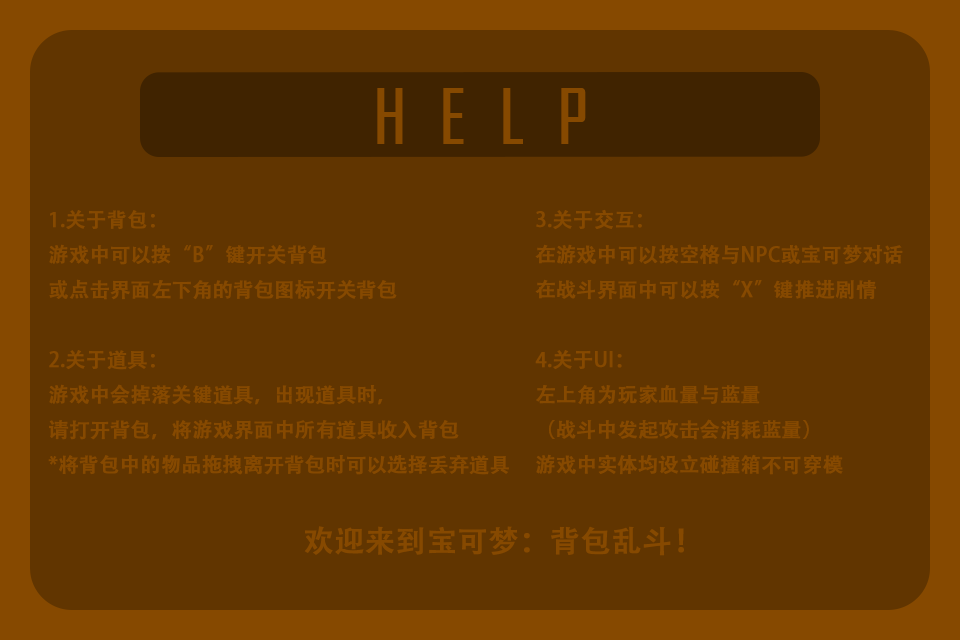 HELP
1.关于背包：
游戏中可以按“B”键开关背包
或点击界面左下角的背包图标开关背包
2.关于道具：
游戏中会掉落关键道具，出现道具时，
请打开背包，将游戏界面中所有道具收入背包
*将背包中的物品拖拽离开背包时可以选择丢弃道具
3.关于交互：
在游戏中可以按空格与NPC或宝可梦对话
在战斗界面中可以按“X”键推进剧情
4.关于UI：
左上角为玩家血量与蓝量
（战斗中发起攻击会消耗蓝量）
游戏中实体均设立碰撞箱不可穿模
欢迎来到宝可梦：背包乱斗！